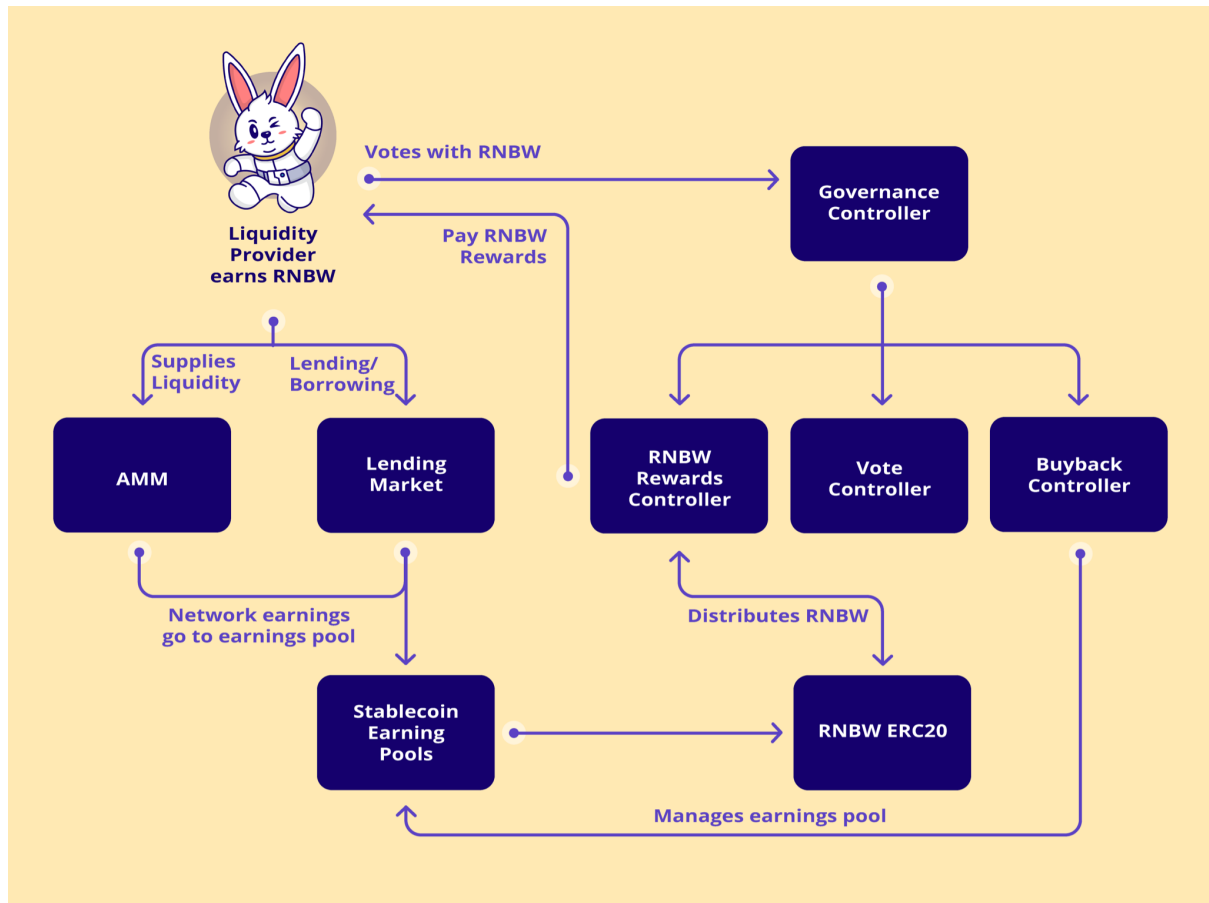 Votes with RNBW
Governance
Controller
Liquidity
Provider
earns RNBW
Pay RNBW
Rewards
Supplies
Liquidity
Lending/
Borrowing
AMM
Lending
Market
RNBW
Rewards
Controller
Vote
Controller
Buyback
Controller
Network earnings
go to earnings pool
Distributes RNBW
Stablecoin
Earning
Pools
RNBW ERC20
Manages earnings pool